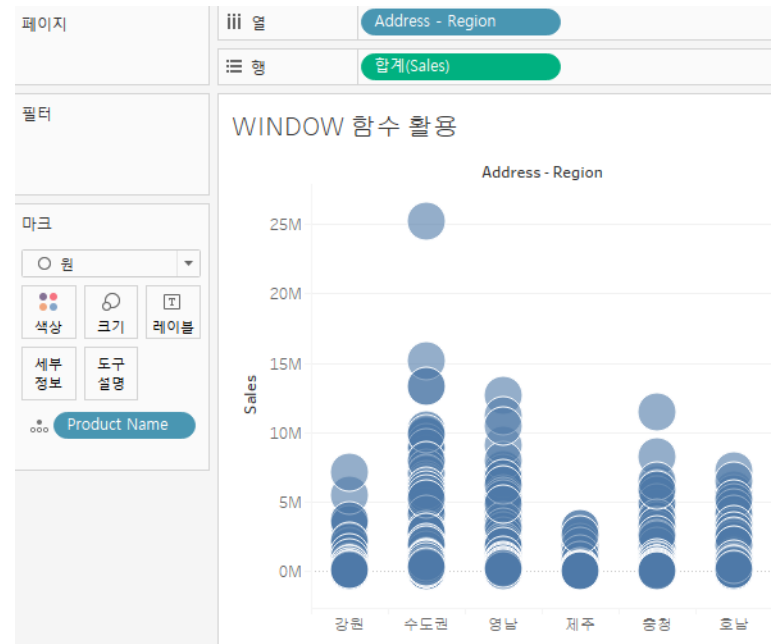 페이지
열
Address - Region
행
합계(Sales)
필터
WINDOW 함수 활용
마크
원
색상
크기
레이블
세부
정보
도구
설명
Product Name
Address - Region
Sales
25M
20M
15M
10M
5M
0M
강원
수도권
영남
제주
충청
호남